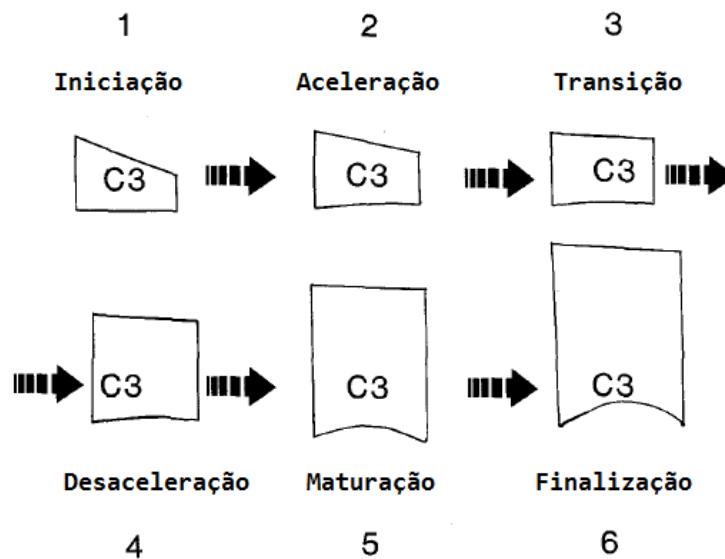 1 2 3
Iniciação Aceleração Transição
C3 C3 C3
C3 C3 C3
Desaceleração Maturação Finalização
4 5 6